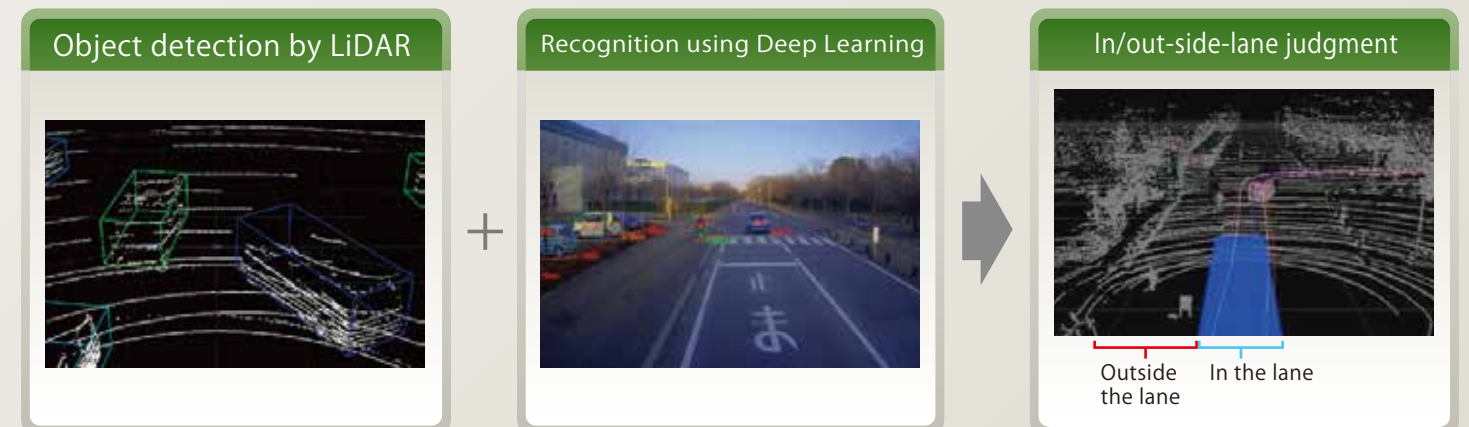 Object detection by LiDAR
+
Recognition using Deep Learning
In/out-side-lane judgment
ま
Outside
the lane
In the lane